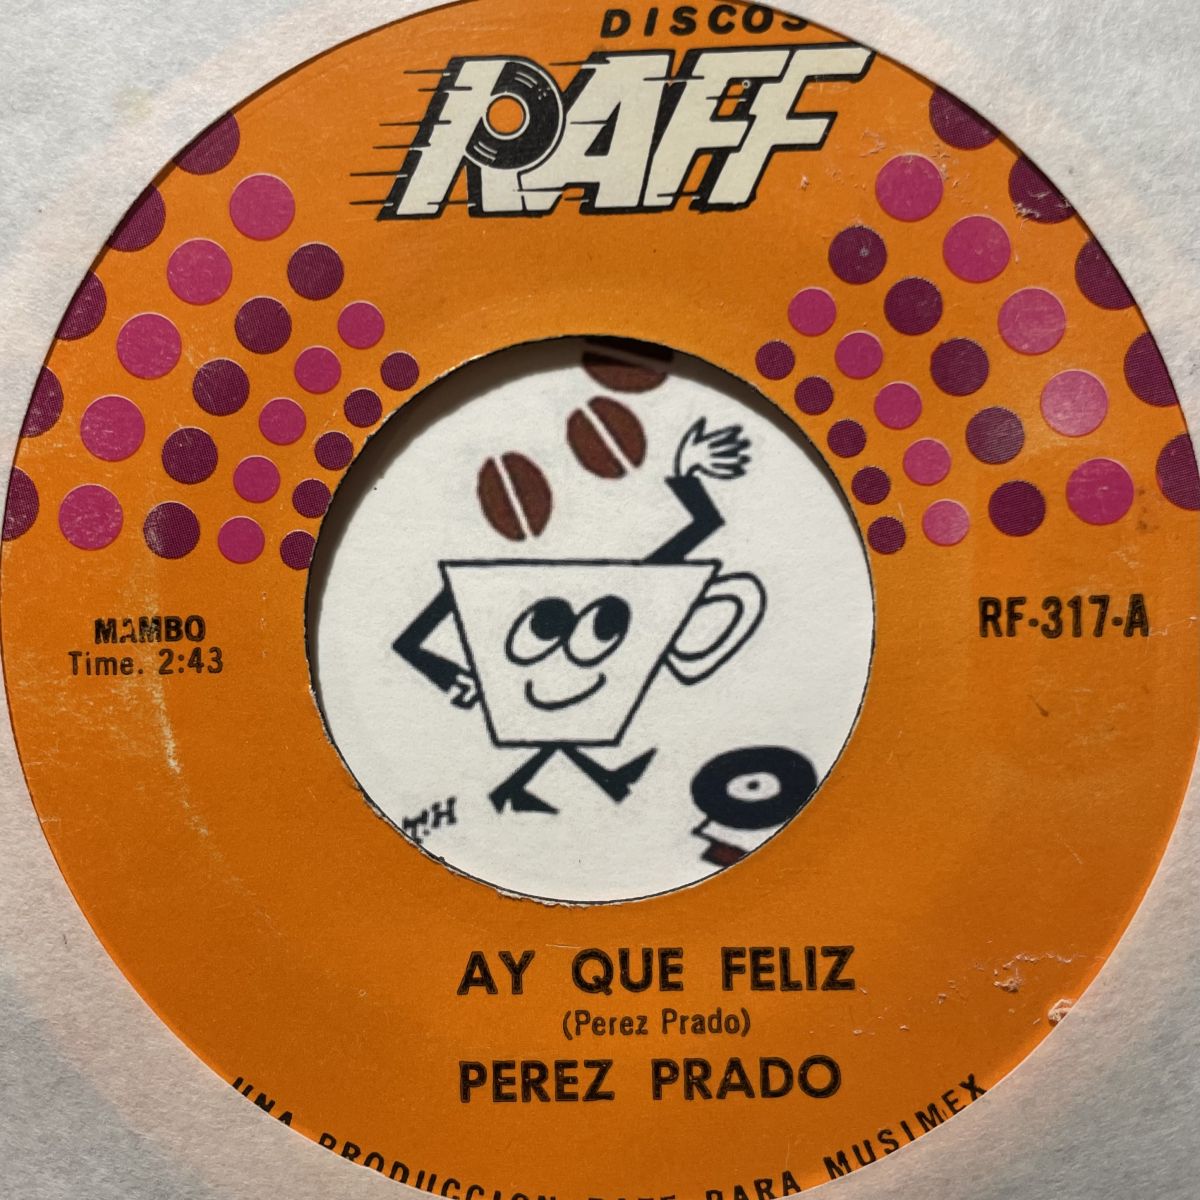 DISCOS
RAFF
MAMBO
Time. 2:43
RF-317-A
HiT
AY QUE FELIZ
(Perez Prado)
PEREZ PRADO
UNA PRODUCCION RAFF PARA MUSIMEX